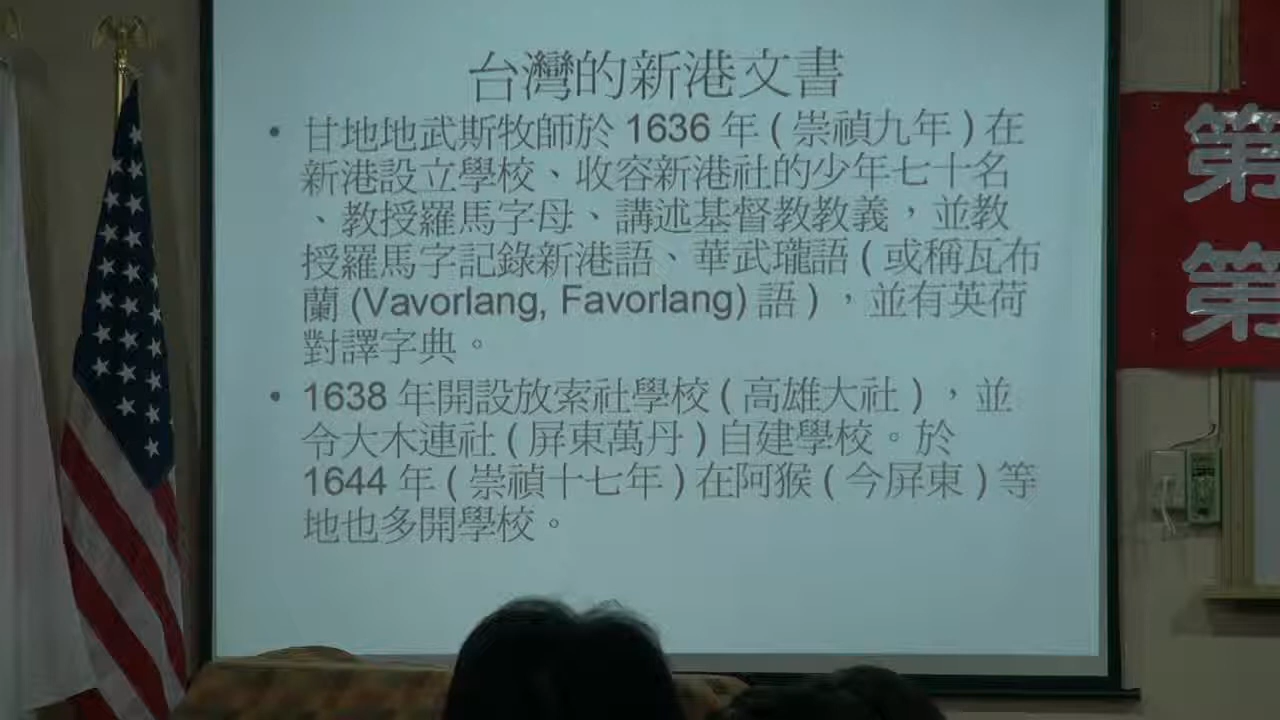 台灣的新港文書
• 甘地地武斯牧師於 1636 年 ( 崇禎九年 ) 在
新港設立學校、收容新港社的少年七十名
、教授羅馬字母、講述基督教教義，並教
授羅馬字記錄新港語、華武瓏語 ( 或稱瓦布
蘭 (Vavorlang, Favorlang) 語 ) ，並有英荷
對譯字典。
• 1638 年開設放索社學校 ( 高雄大社 ) ，並
令大木連社 ( 屏東萬丹 ) 自建學校。於
1644 年 ( 崇禎十七年 ) 在阿猴 ( 今屏東 ) 等
地也多開學校。
第
第